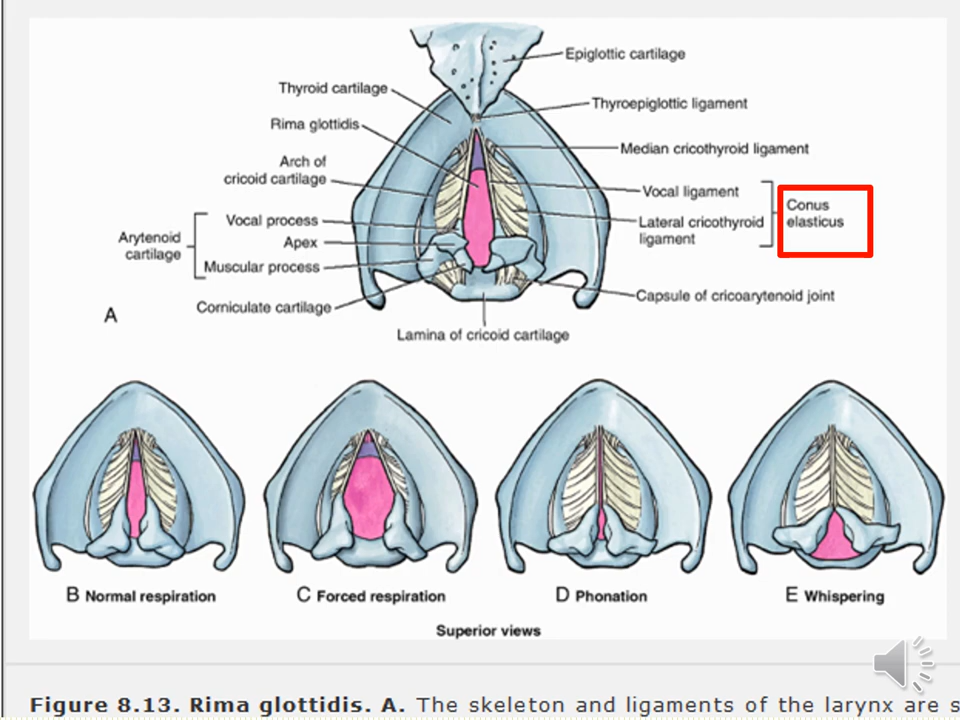 Epiglottic cartilage
Thyroid cartilage
Thyroepiglottic ligament
Rima glottidis
Median cricothyroid ligament
Arch of
cricoid cartilage
Vocal ligament
Conus
elasticus
Vocal process
Lateral cricothyroid
ligament
Arytenoid
cartilage
Apex
Muscular process
Capsule of cricoarytenoid joint
Corniculate cartilage
A
Lamina of cricoid cartilage
B Normal respiration
C Forced respiration
D Phonation
E Whispering
Superior views
Figure 8.13. Rima glottidis. A. The skeleton and ligaments of the larynx are s